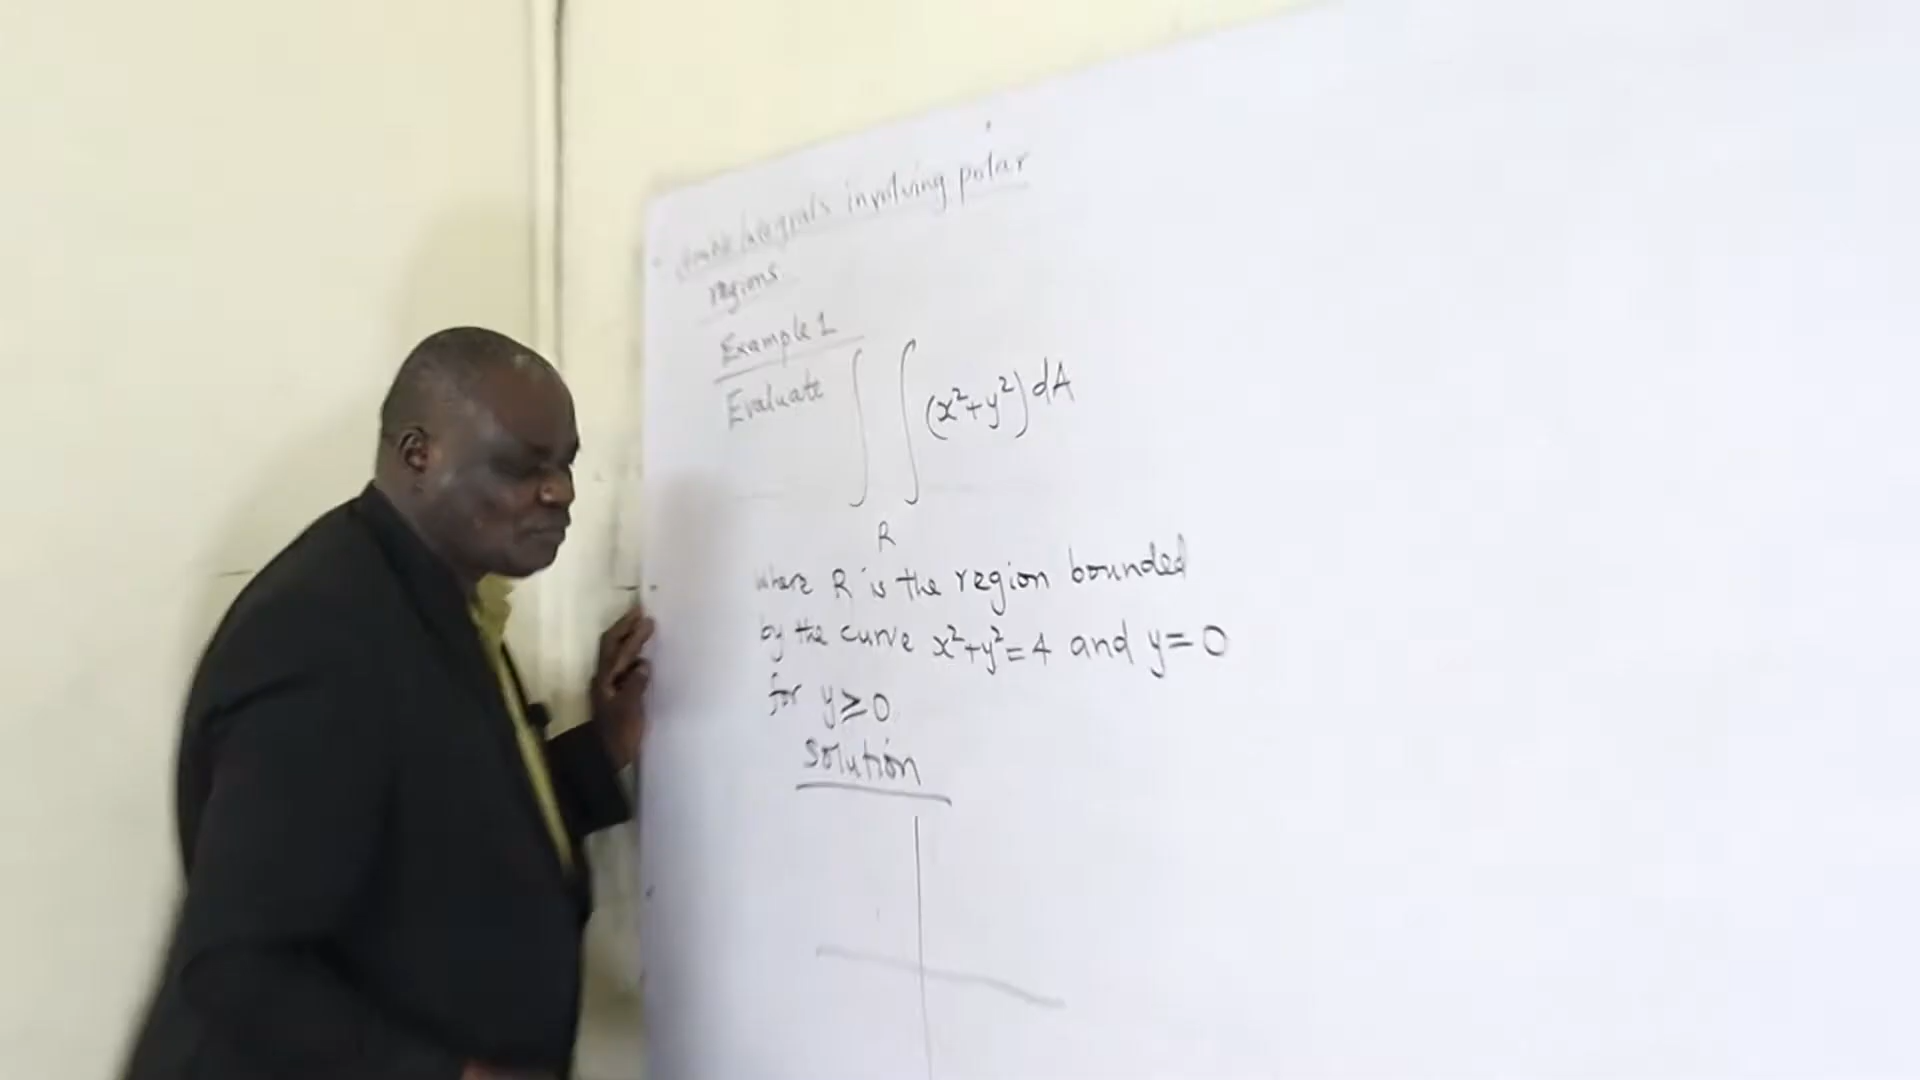 Double Integrals involving polar
regions.
Example 1
Evaluate ∫ ∫ (x²+y²) dA
R
where R is the region bounded
by the curve x²+y²=4 and y=0
for y≥0
Solution